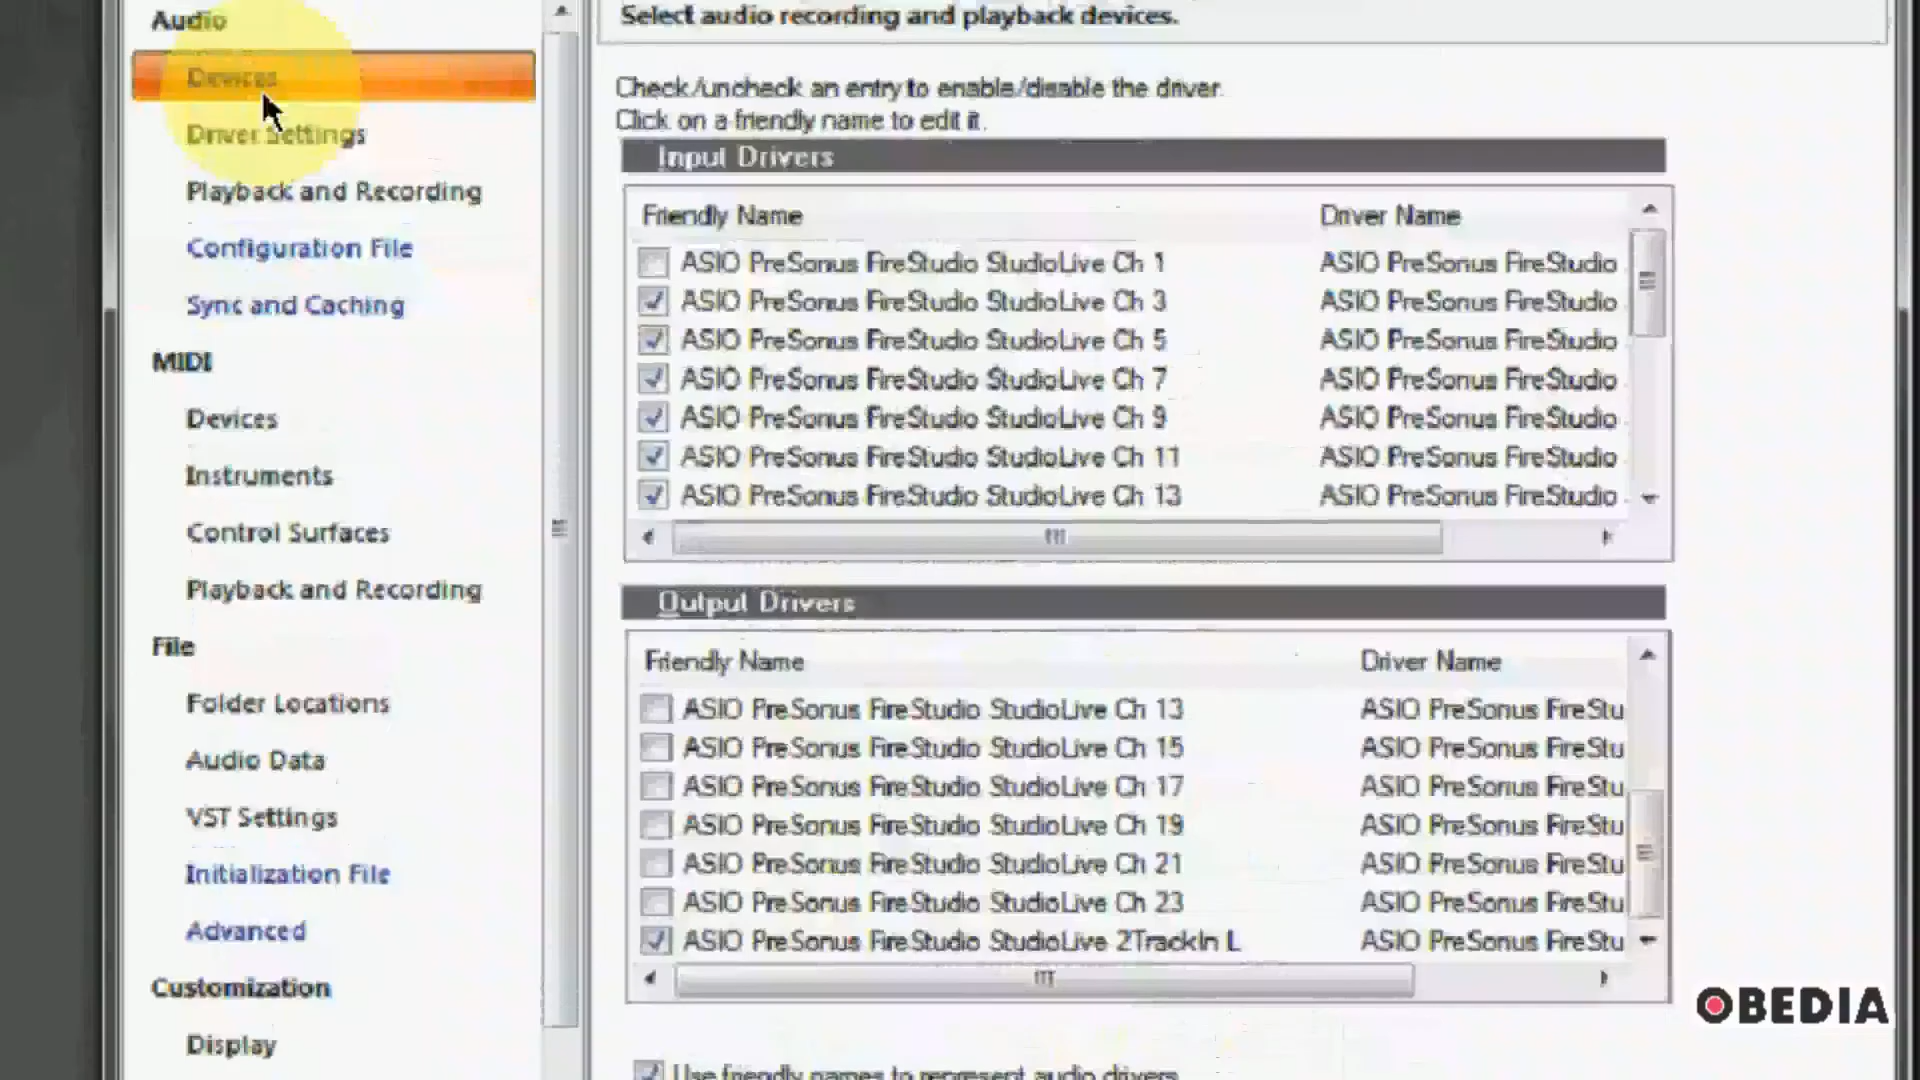 Audio
Devices
Driver Settings
Playback and Recording
Configuration File
Sync and Caching
MIDI
Devices
Instruments
Control Surfaces
Playback and Recording
File
Folder Locations
Audio Data
VST Settings
Initialization File
Advanced
Customization
Display
Select audio recording and playback devices.
Check/uncheck an entry to enable/disable the driver.
Click on a friendly name to edit it.
Input Drivers
Friendly Name Driver Name
ASIO PreSonus FireStudio StudioLive Ch 1 ASIO PreSonus FireStudio
ASIO PreSonus FireStudio StudioLive Ch 3 ASIO PreSonus FireStudio
ASIO PreSonus FireStudio StudioLive Ch 5 ASIO PreSonus FireStudio
ASIO PreSonus FireStudio StudioLive Ch 7 ASIO PreSonus FireStudio
ASIO PreSonus FireStudio StudioLive Ch 9 ASIO PreSonus FireStudio
ASIO PreSonus FireStudio StudioLive Ch 11 ASIO PreSonus FireStudio
ASIO PreSonus FireStudio StudioLive Ch 13 ASIO PreSonus FireStudio
Output Drivers
Friendly Name Driver Name
ASIO PreSonus FireStudio StudioLive Ch 13 ASIO PreSonus FireStu
ASIO PreSonus FireStudio StudioLive Ch 15 ASIO PreSonus FireStu
ASIO PreSonus FireStudio StudioLive Ch 17 ASIO PreSonus FireStu
ASIO PreSonus FireStudio StudioLive Ch 19 ASIO PreSonus FireStu
ASIO PreSonus FireStudio StudioLive Ch 21 ASIO PreSonus FireStu
ASIO PreSonus FireStudio StudioLive Ch 23 ASIO PreSonus FireStu
ASIO PreSonus FireStudio StudioLive 2TrackIn L ASIO PreSonus FireStu
Use friendly names to represent audio drivers
OBEDIA